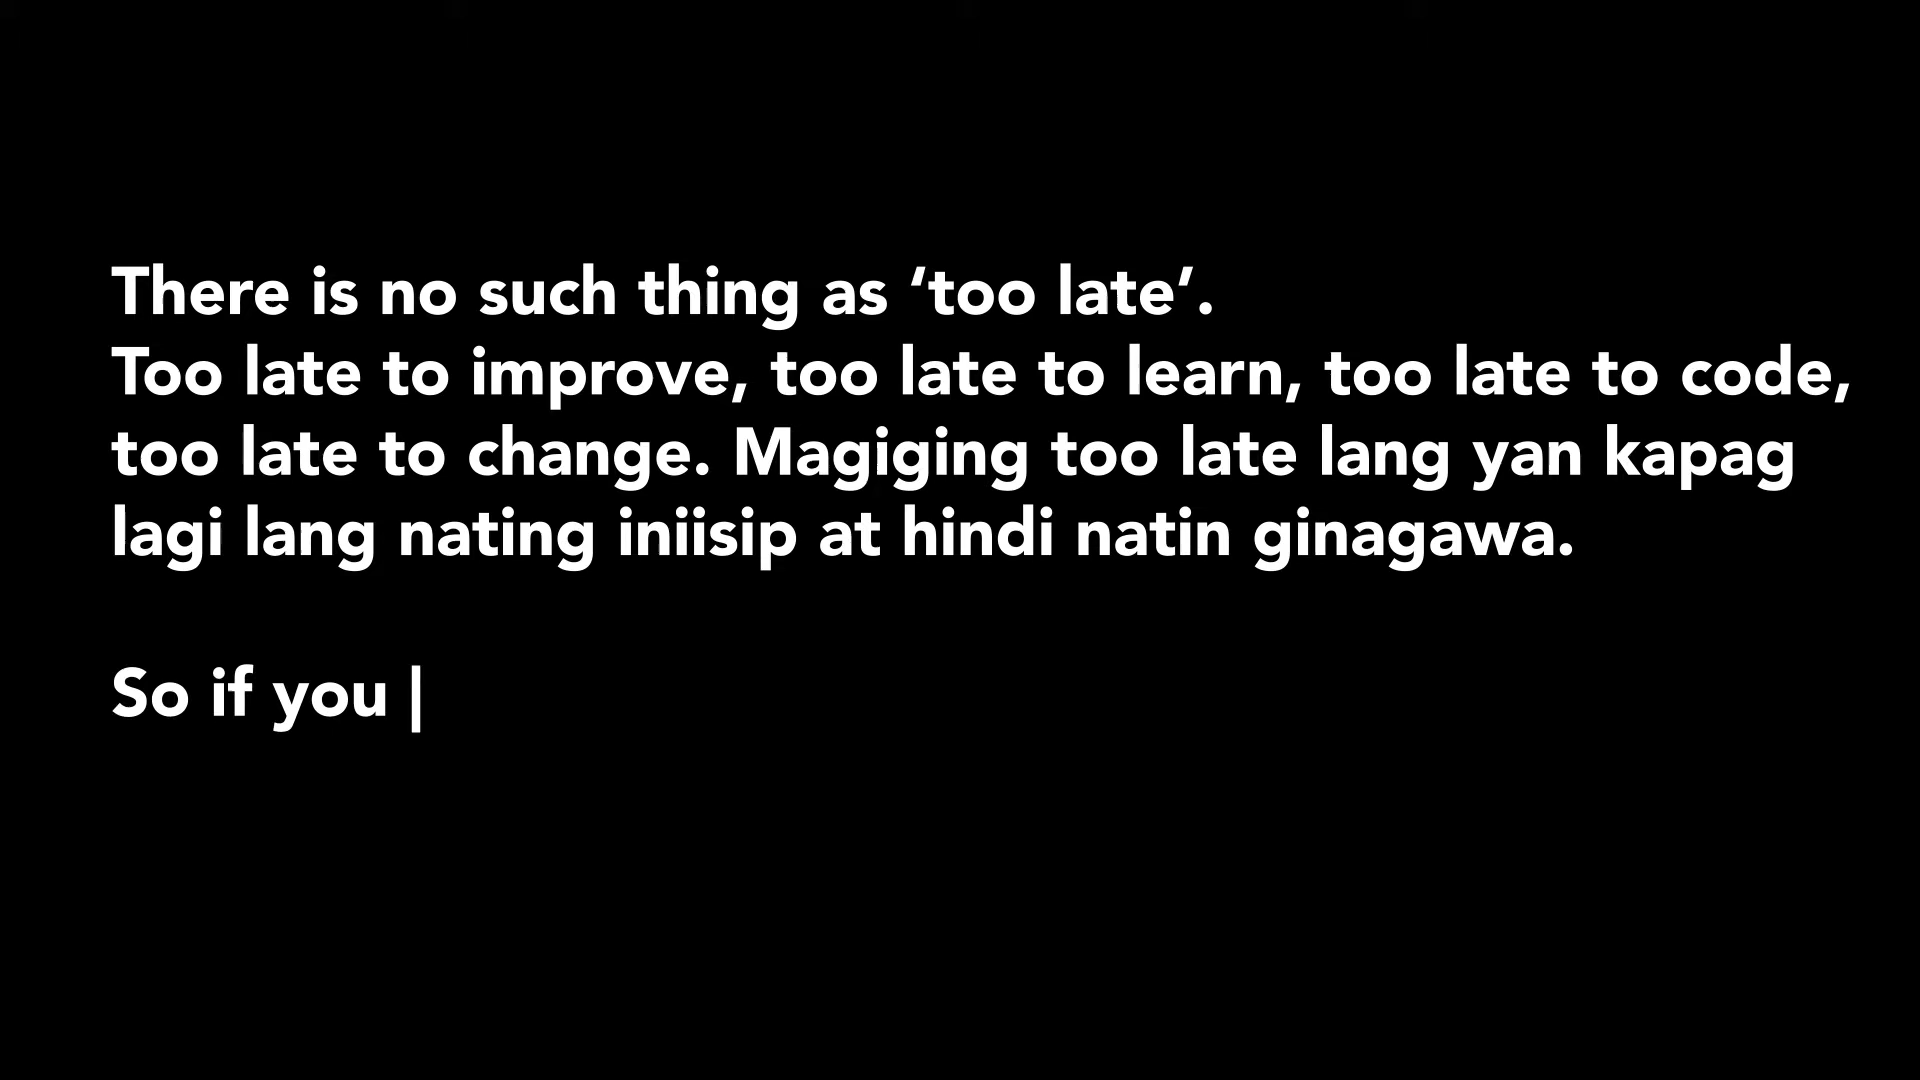 There is no such thing as ‘too late’.
Too late to improve, too late to learn, too late to code,
too late to change. Magiging too late lang yan kapag
lagi lang nating iniisip at hindi natin ginagawa.
So if you |